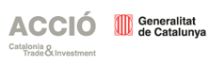 ACCIÓ
Catalonia
Trade & Investment
Generalitat
de Catalunya